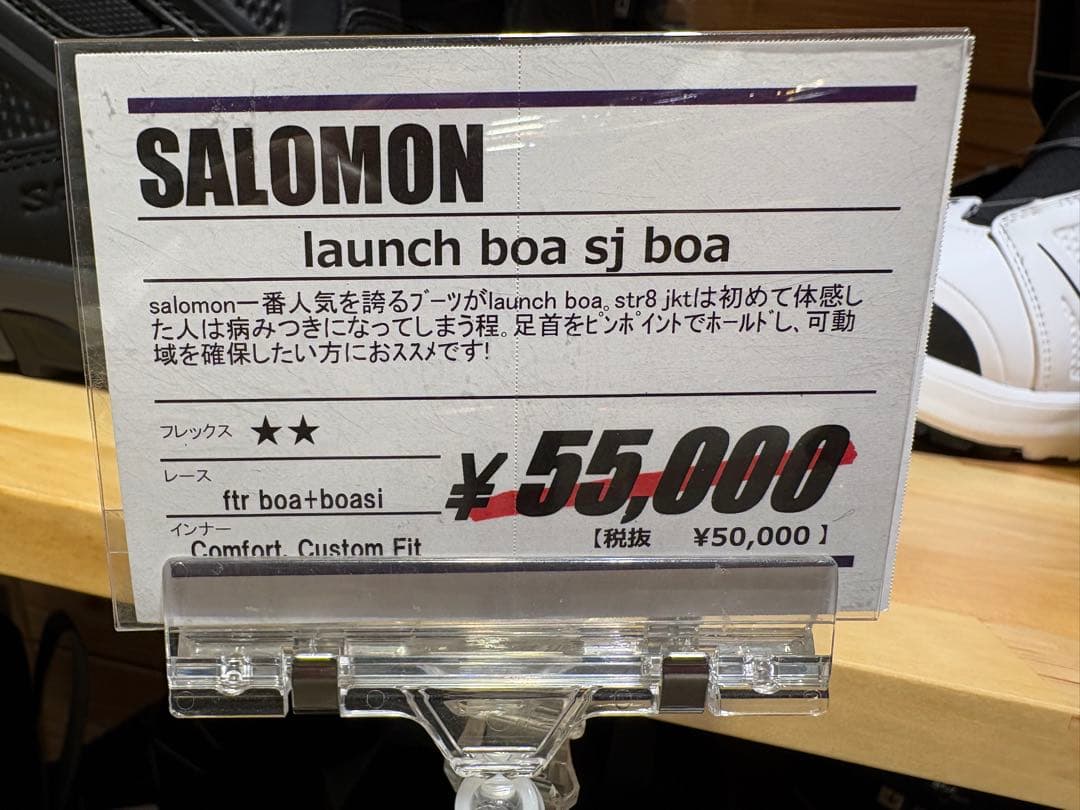 SALOMON
launch boa sj boa
salomon一番人気を誇るﾌﾞｰﾂがlaunch boa。str8 jktは初めて体感し
た人は病みつきになってしまう程。足首をﾋﾟﾝﾎﾟｲﾝﾄでﾎｰﾙﾄﾞし、可動
域を確保したい方におｽｽﾒです!
フレックス ★★
レース
ftr boa+boasi
インナー
Comfort, Custom Fit
¥55,000
【税抜 ¥50,000】